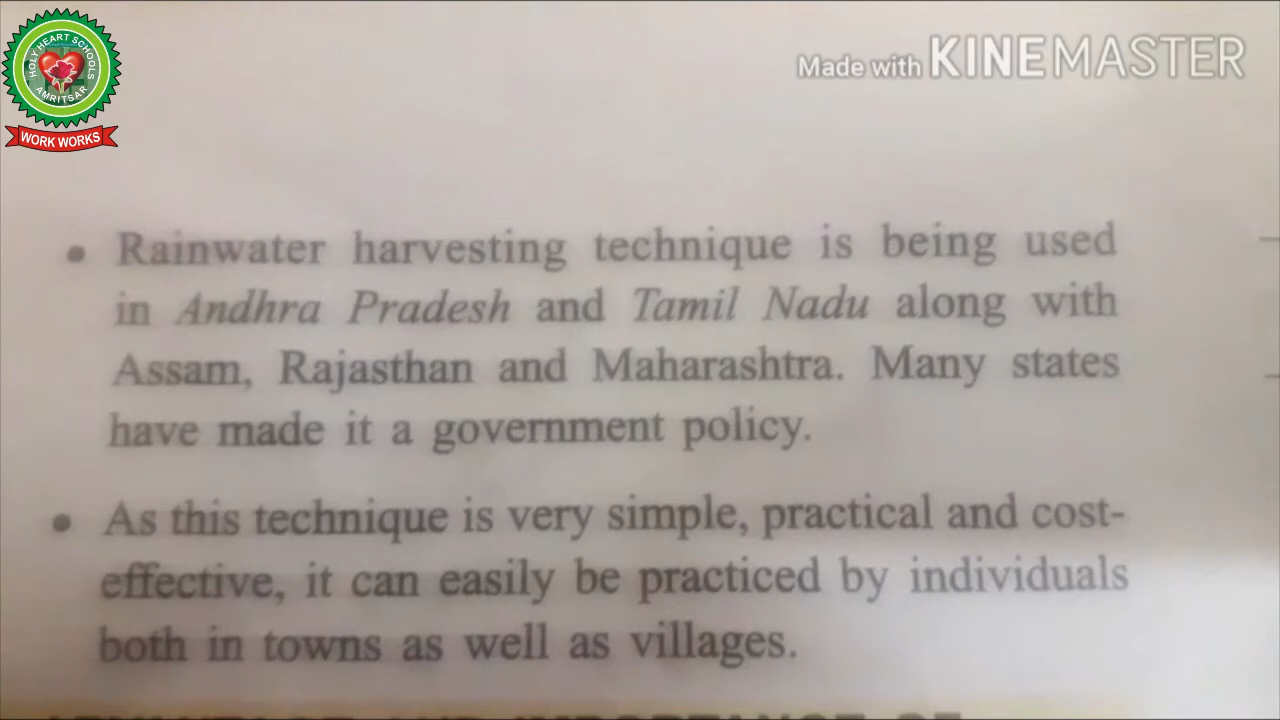 HOLY HEART SCHOOLS
AMRITSAR
WORK WORKS
Made with KINEMASTER
• Rainwater harvesting technique is being used
in Andhra Pradesh and Tamil Nadu along with
Assam, Rajasthan and Maharashtra. Many states
have made it a government policy.
• As this technique is very simple, practical and cost-
effective, it can easily be practiced by individuals
both in towns as well as villages.